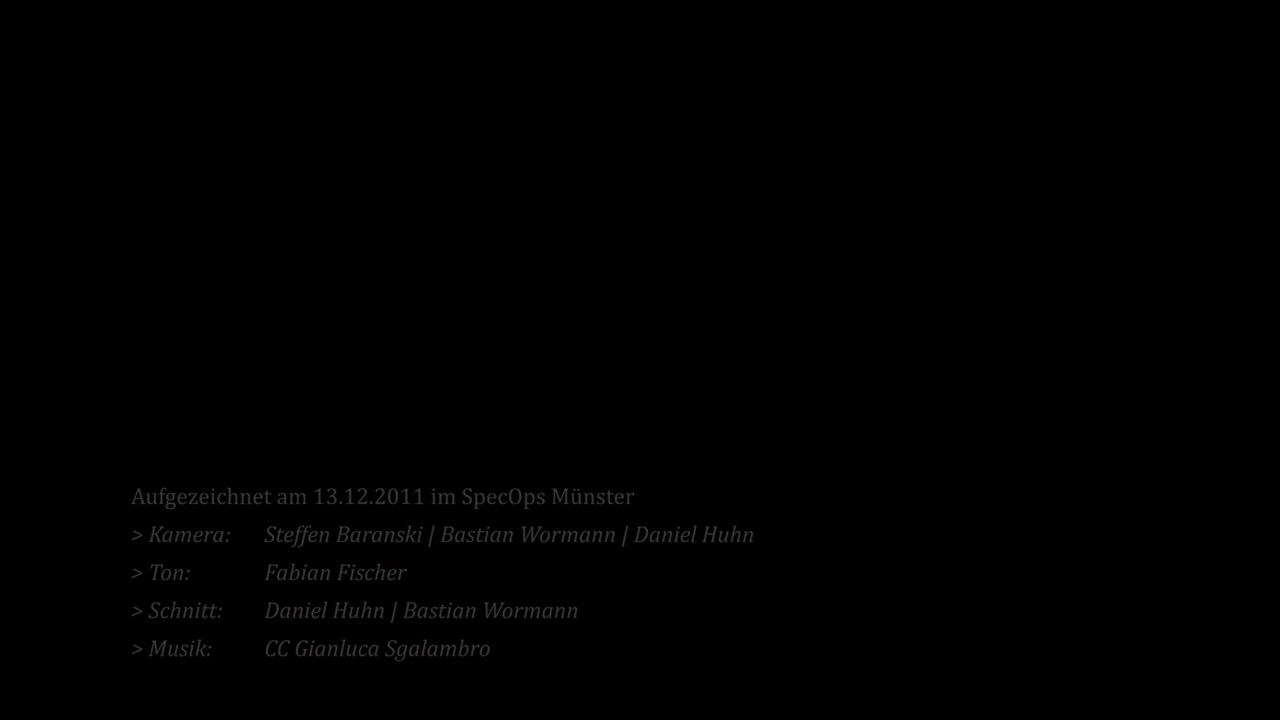 Aufgezeichnet am 13.12.2011 im SpecOps Münster
> Kamera: Steffen Baranski | Bastian Wormann | Daniel Huhn
> Ton: Fabian Fischer
> Schnitt: Daniel Huhn | Bastian Wormann
> Musik: CC Gianluca Sgalambro